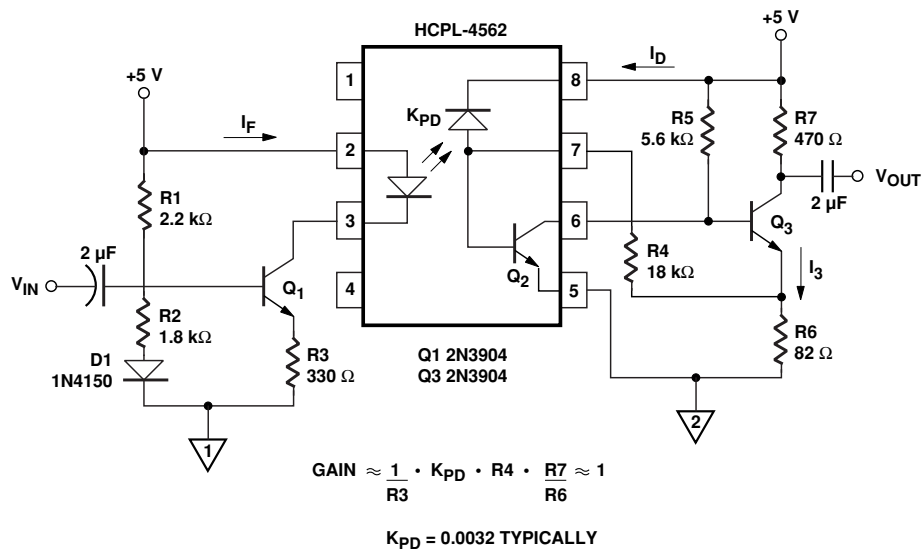 HCPL-4562
+5 V
1
8
I_D
+5 V
I_F
K_PD
R5
5.6 kΩ
R7
470 Ω
2
7
R1
2.2 kΩ
V_OUT
2 µF
3
6
Q_3
2 µF
V_IN
Q_1
R4
18 kΩ
I_3
4
Q_2
5
R2
1.8 kΩ
D1
1N4150
R3
330 Ω
Q1 2N3904
Q3 2N3904
R6
82 Ω
1
2
GAIN ≈ 1/R3 • K_PD • R4 • R7/R6 ≈ 1
K_PD = 0.0032 TYPICALLY